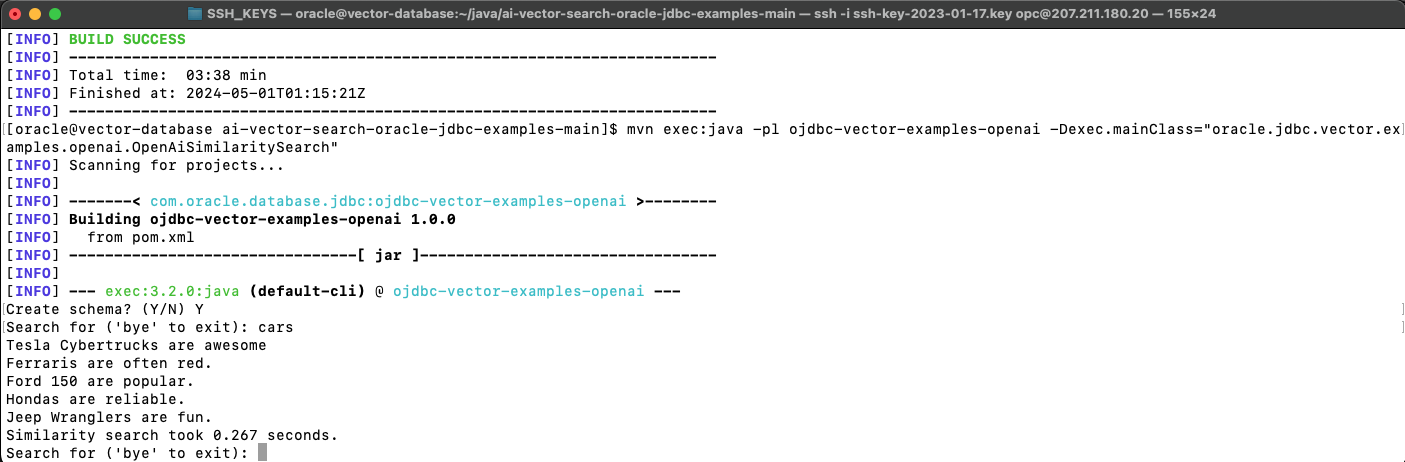 SSH_KEYS — oracle@vector-database:~/java/ai-vector-search-oracle-jdbc-examples-main — ssh -i ssh-key-2023-01-17.key opc@207.211.180.20 — 155×24
[INFO] BUILD SUCCESS
[INFO] ------------------------------------------------------------------------
[INFO] Total time:  03:38 min
[INFO] Finished at: 2024-05-01T01:15:21Z
[INFO] ------------------------------------------------------------------------
[oracle@vector-database ai-vector-search-oracle-jdbc-examples-main]$ mvn exec:java -pl ojdbc-vector-examples-openai -Dexec.mainClass="oracle.jdbc.vector.ex
amples.openai.OpenAiSimilaritySearch"
[INFO] Scanning for projects...
[INFO]
[INFO] -------< com.oracle.database.jdbc:ojdbc-vector-examples-openai >--------
[INFO] Building ojdbc-vector-examples-openai 1.0.0
[INFO]   from pom.xml
[INFO] --------------------------------[ jar ]---------------------------------
[INFO]
[INFO] --- exec:3.2.0:java (default-cli) @ ojdbc-vector-examples-openai ---
Create schema? (Y/N) Y
Search for ('bye' to exit): cars
Tesla Cybertrucks are awesome
Ferraris are often red.
Ford 150 are popular.
Hondas are reliable.
Jeep Wranglers are fun.
Similarity search took 0.267 seconds.
Search for ('bye' to exit):